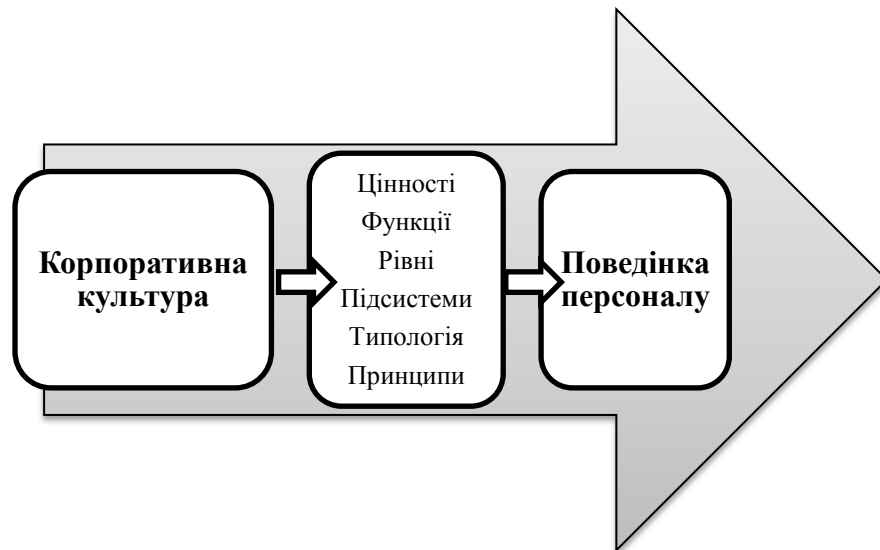 Корпоративна
культура
Цінності
Функції
Рівні
Підсистеми
Типологія
Принципи
Поведінка
персоналу